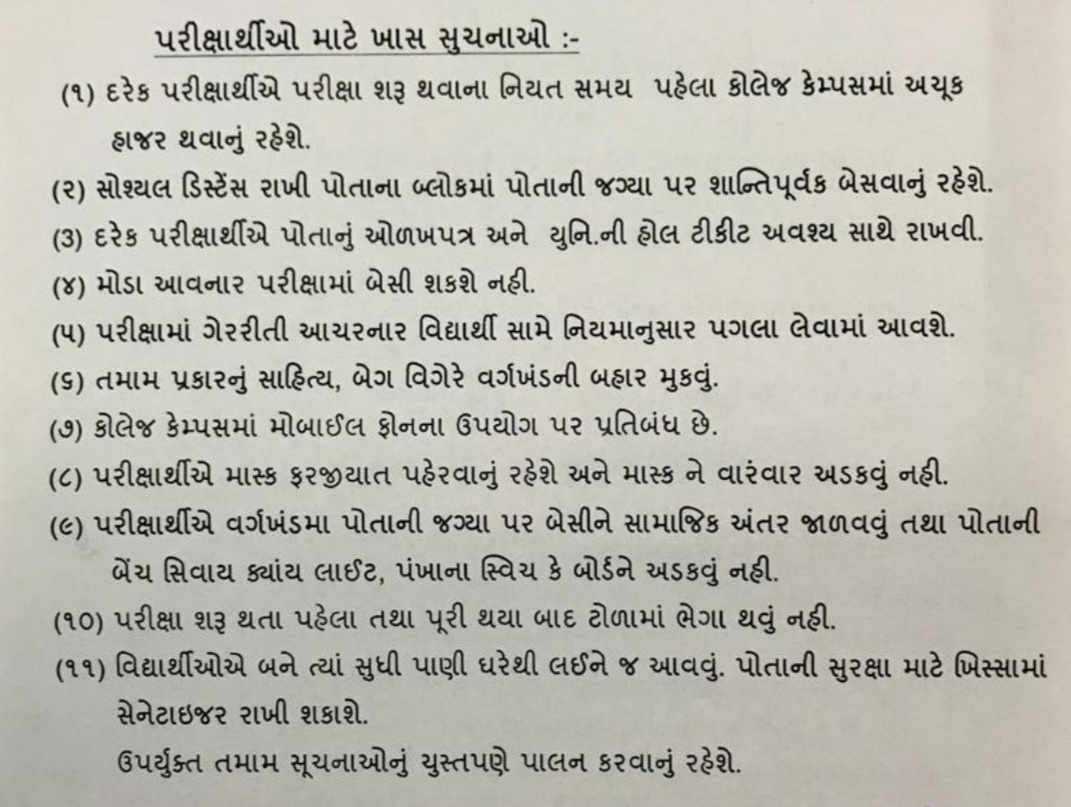 પરીક્ષાર્થીઓ માટે ખાસ સુચનાઓ :-
(૧) દરેક પરીક્ષાર્થીએ પરીક્ષા શરૂ થવાના નિયત સમય પહેલા કોલેજ કેમ્પસમાં અચૂક
હાજર થવાનું રહેશે.
(૨) સોશ્યલ ડિસ્ટેંસ રાખી પોતાના બ્લોકમાં પોતાની જગ્યા પર શાન્તિપૂર્વક બેસવાનું રહેશે.
(૩) દરેક પરીક્ષાર્થીએ પોતાનું ઓળખપત્ર અને યુનિ.ની હોલ ટીકીટ અવશ્ય સાથે રાખવી.
(૪) મોડા આવનાર પરીક્ષામાં બેસી શકશે નહી.
(૫) પરીક્ષામાં ગેરરીતી આચરનાર વિદ્યાર્થી સામે નિયમાનુસાર પગલા લેવામાં આવશે.
(૬) તમામ પ્રકારનું સાહિત્ય, બેગ વિગેરે વર્ગખંડની બહાર મુકવું.
(૭) કોલેજ કેમ્પસમાં મોબાઈલ ફોનના ઉપયોગ પર પ્રતિબંધ છે.
(૮) પરીક્ષાર્થીએ માસ્ક ફરજીયાત પહેરવાનું રહેશે અને માસ્ક ને વારંવાર અડકવું નહી.
(૯) પરીક્ષાર્થીએ વર્ગખંડમા પોતાની જગ્યા પર બેસીને સામાજિક અંતર જાળવવું તથા પોતાની
બેંચ સિવાય ક્યાંય લાઈટ, પંખાના સ્વિચ કે બોર્ડને અડકવું નહી.
(૧૦) પરીક્ષા શરૂ થતા પહેલા તથા પૂરી થયા બાદ ટોળામાં ભેગા થવું નહી.
(૧૧) વિદ્યાર્થીઓએ બને ત્યાં સુધી પાણી ઘરેથી લઈને જ આવવું. પોતાની સુરક્ષા માટે ખિસ્સામાં
સેનેટાઇજર રાખી શકાશે.
ઉપર્યુક્ત તમામ સૂચનાઓનું ચુસ્તપણે પાલન કરવાનું રહેશે.